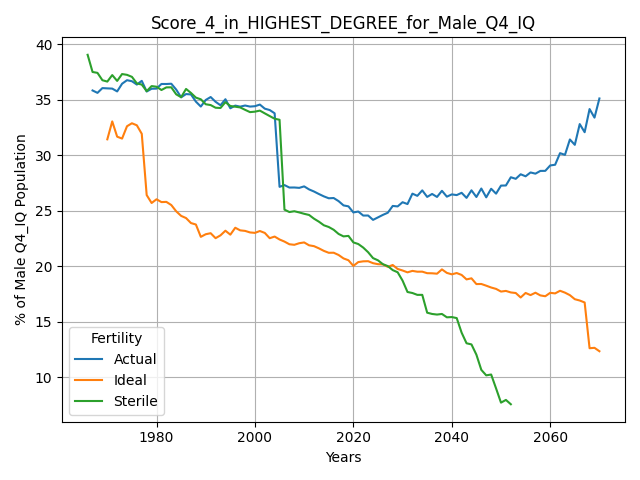 Score_4_in_HIGHEST_DEGREE_for_Male_Q4_IQ
% of Male Q4_IQ Population
40
35
30
25
20
15
10
Fertility
Actual
Ideal
Sterile
1980
2000
2020
2040
2060
Years